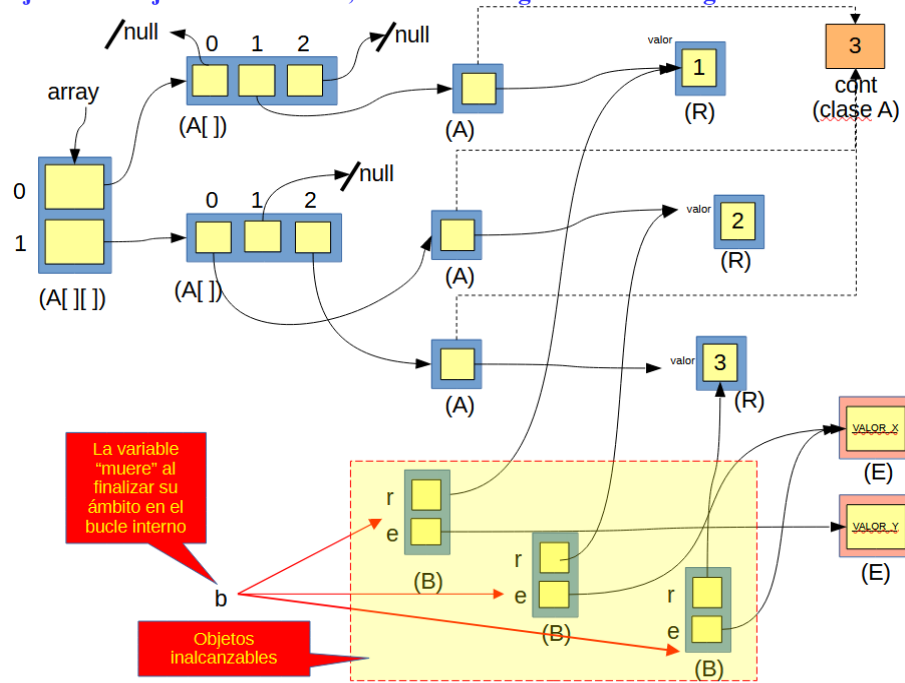 /null
0 1 2
/null
valor
1
3
array
cont
(clase A)
(A[ ])
(A)
(R)
/null
0 1 2
0
1
valor
2
(A[ ][ ])
(A[ ])
(A)
(R)
valor
3
(A)
(R)
VALOR_X
(E)
La variable
“muere” al
finalizar su
ámbito en el
bucle interno
r
e
(B)
VALOR_Y
(E)
r
e
(B)
b
r
e
(B)
Objetos
inalcanzables